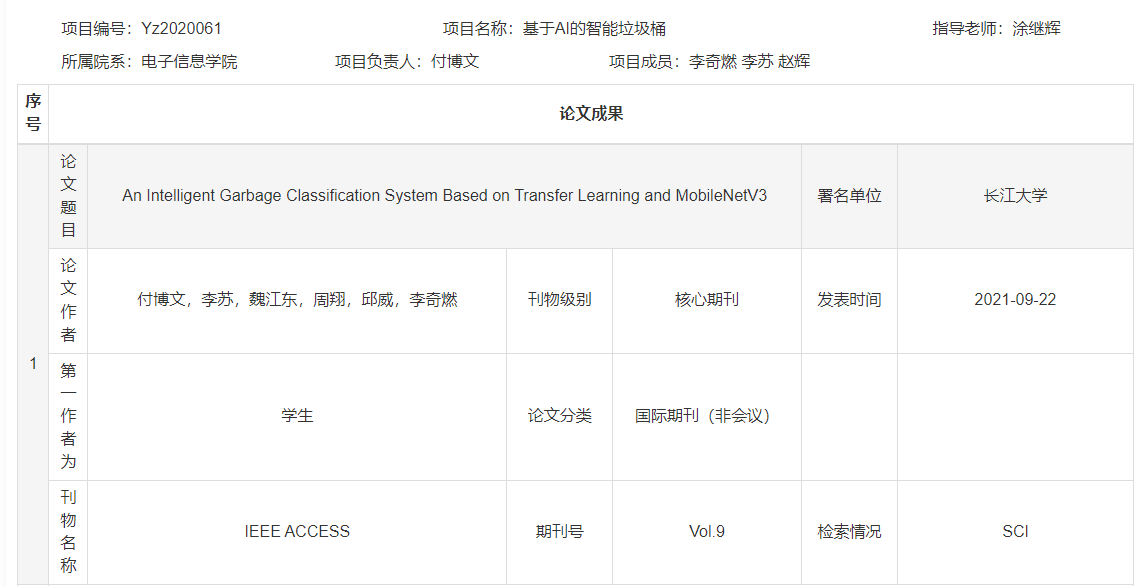 项目编号：Yz2020061 项目名称：基于AI的智能垃圾桶 指导老师：涂继辉
所属院系：电子信息学院 项目负责人：付博文 项目成员：李奇燃 李苏 赵辉
序号 论文成果
1
论文题目 An Intelligent Garbage Classification System Based on Transfer Learning and MobileNetV3 署名单位 长江大学
论文作者 付博文，李苏，魏江东，周翔，邱威，李奇燃 刊物级别 核心期刊 发表时间 2021-09-22
第一作者为 学生 论文分类 国际期刊（非会议）
刊物名称 IEEE ACCESS 期刊号 Vol.9 检索情况 SCI